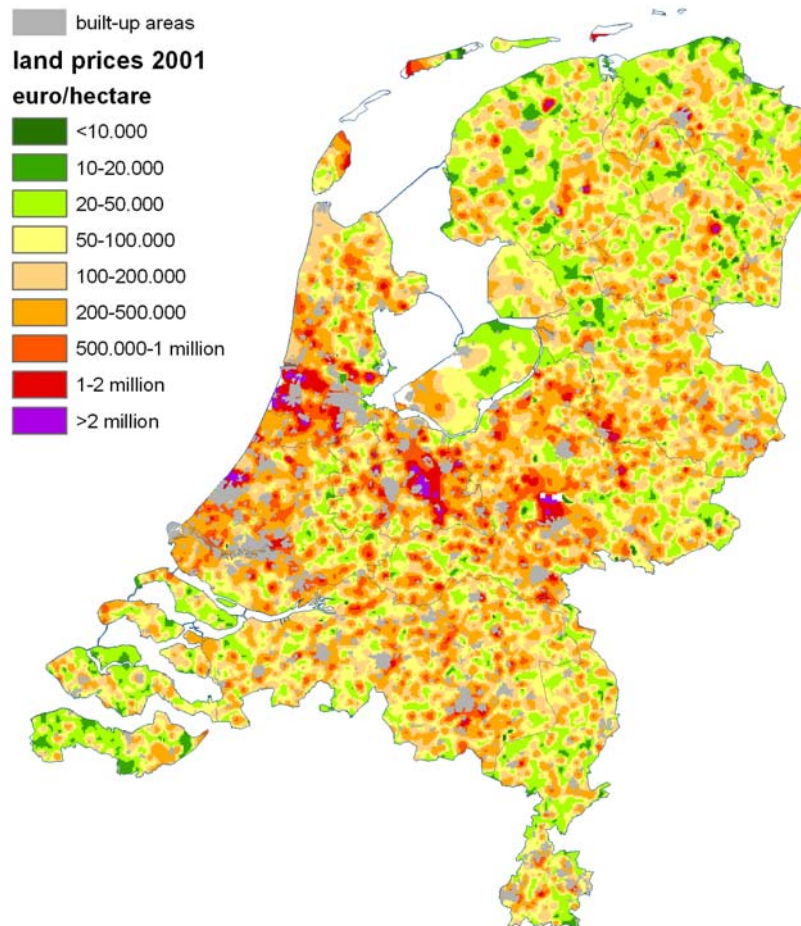 built-up areas
land prices 2001
euro/hectare
<10.000
10-20.000
20-50.000
50-100.000
100-200.000
200-500.000
500.000-1 million
1-2 million
>2 million